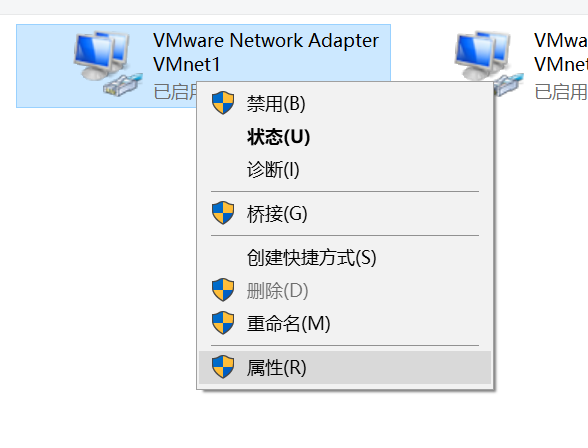 VMware Network Adapter
VMnet1
已启用
VMwa
VMnet
已启用
禁用(B)
状态(U)
诊断(I)
桥接(G)
创建快捷方式(S)
删除(D)
重命名(M)
属性(R)